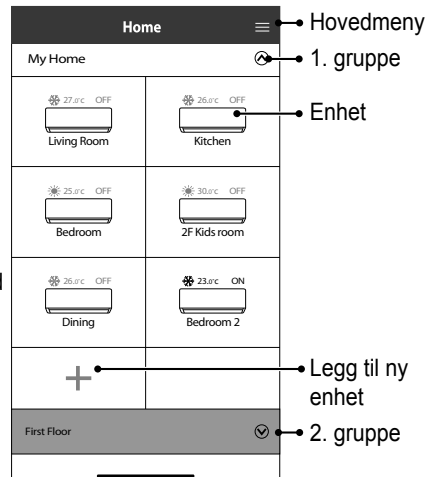 Home
Hovedmeny
My Home
1. gruppe
27.0°C OFF
26.0°C OFF
Enhet
Living Room
Kitchen
25.0°C OFF
30.0°C OFF
Bedroom
2F Kids room
26.0°C OFF
23.0°C ON
Dining
Bedroom 2
+
Legg til ny
enhet
First Floor
2. gruppe